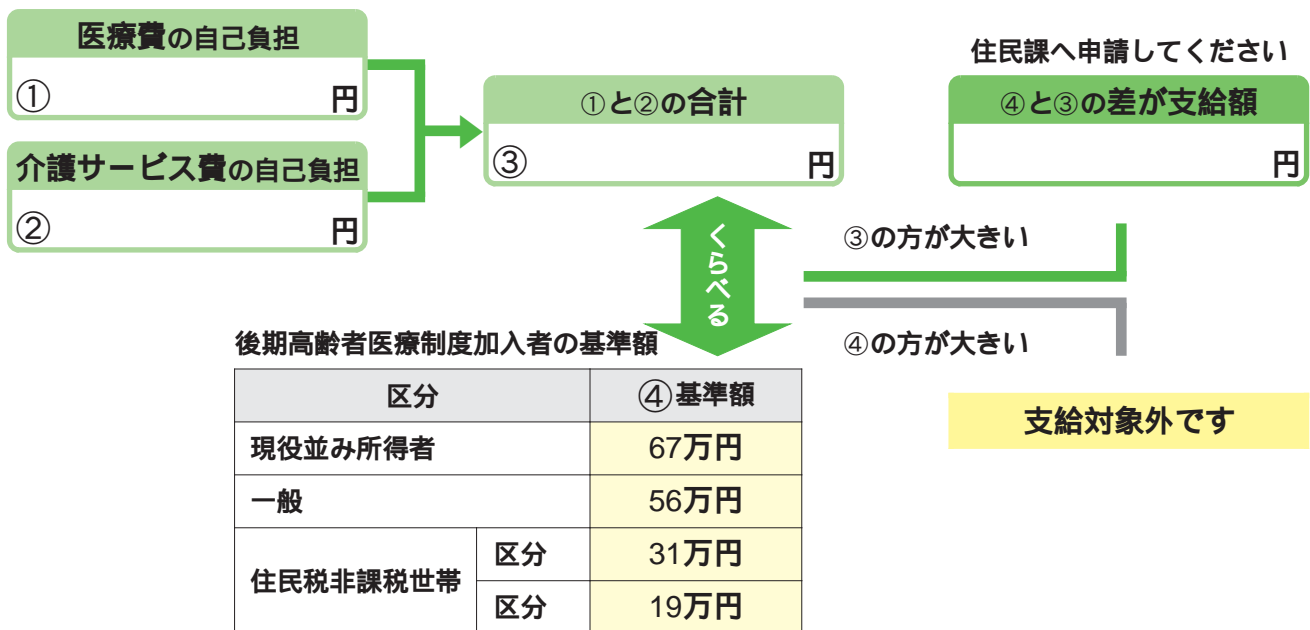 医療費の自己負担
① 円
介護サービス費の自己負担
② 円
①と②の合計
③ 円
住民課へ申請してください
④と③の差が支給額
円
くらべる
③の方が大きい
④の方が大きい
支給対象外です
後期高齢者医療制度加入者の基準額
区分 ④基準額
現役並み所得者 67万円
一般 56万円
住民税非課税世帯 区分 31万円
区分 19万円